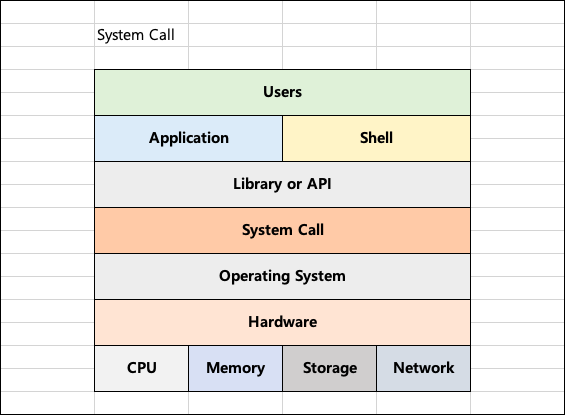 System Call
Users
Application Shell
Library or API
System Call
Operating System
Hardware
CPU Memory Storage Network